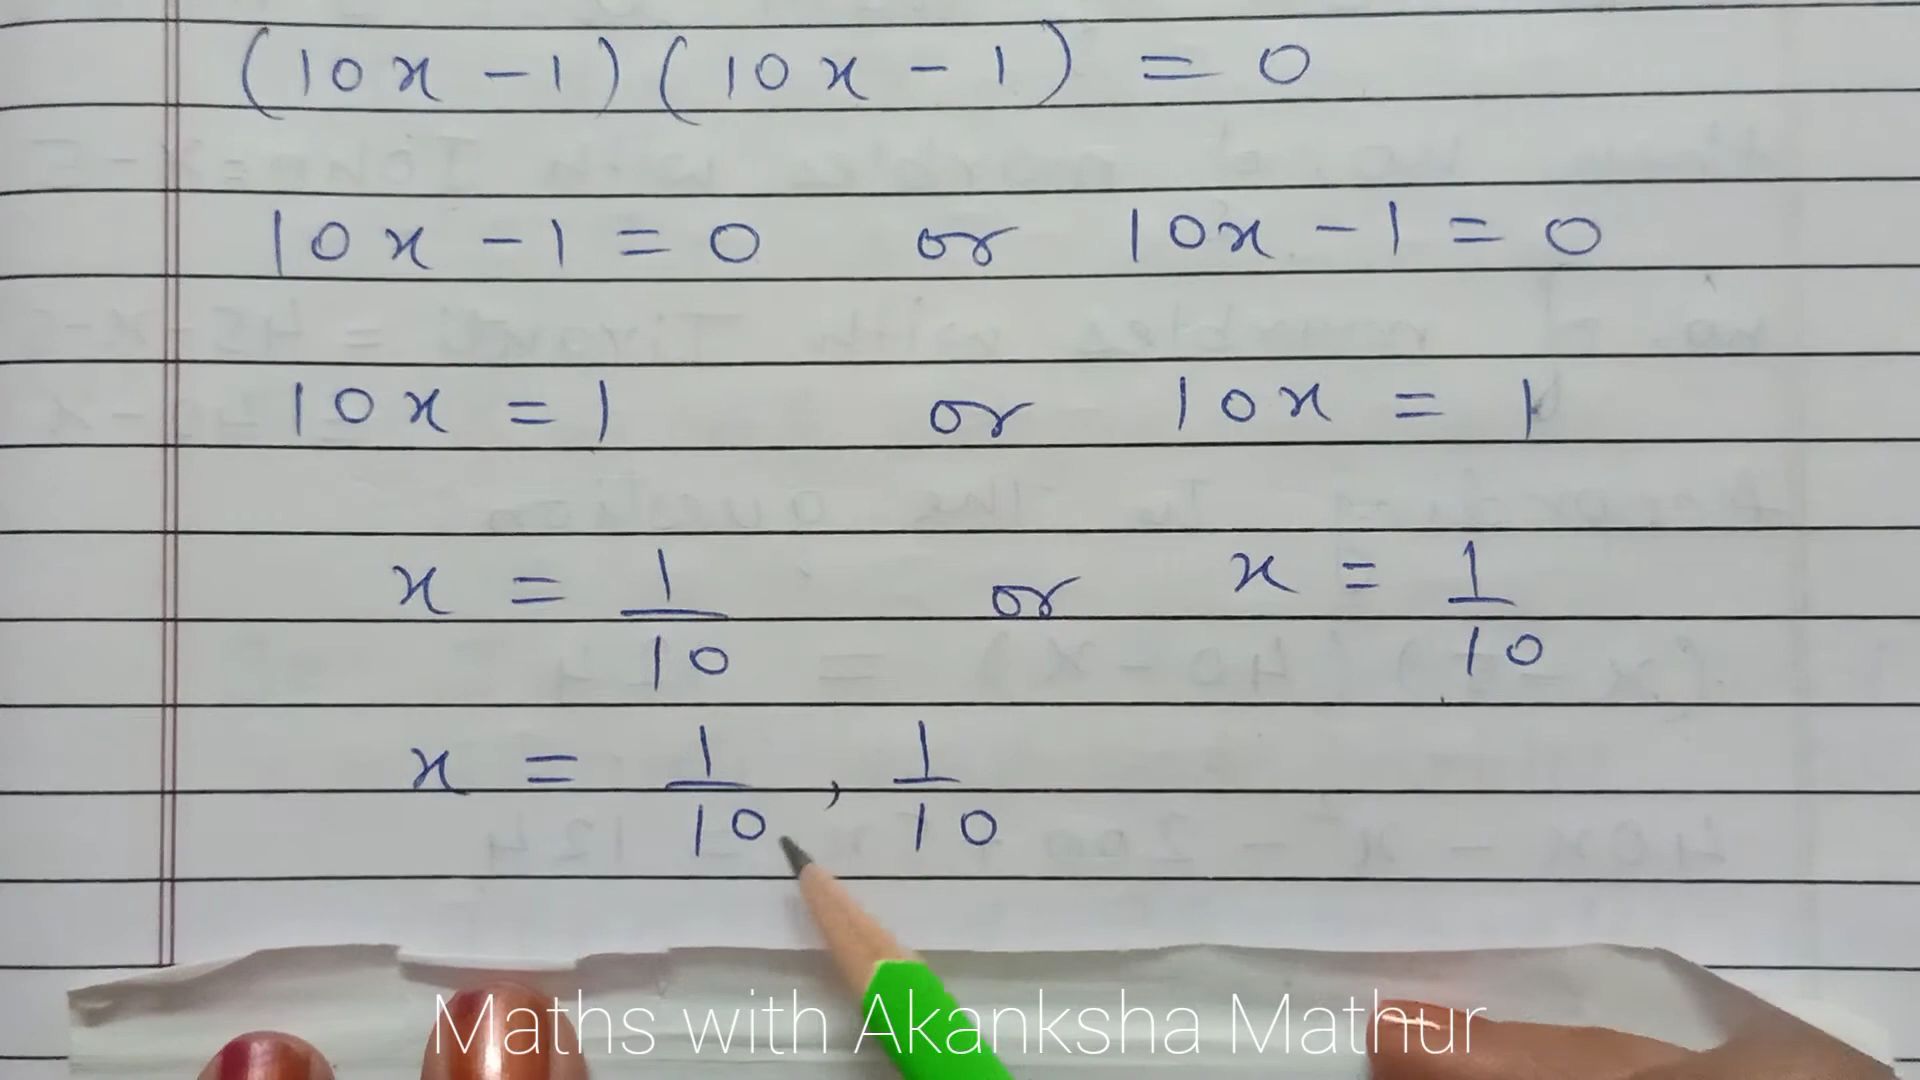 (10x - 1)(10x - 1) = 0
10x - 1 = 0 or 10x - 1 = 0
10x = 1 or 10x = 1
x = 1/10 or x = 1/10
x = 1/10, 1/10
Maths with Akanksha Mathur